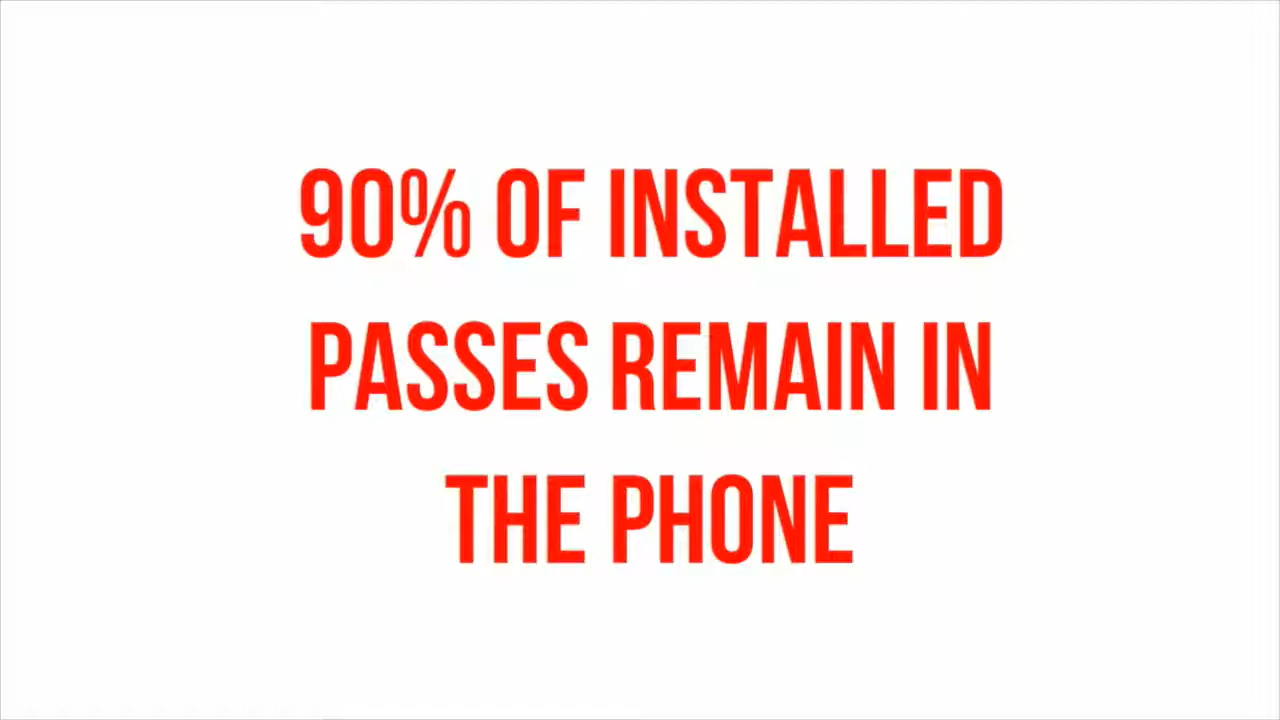 90% OF INSTALLED
PASSES REMAIN IN
THE PHONE